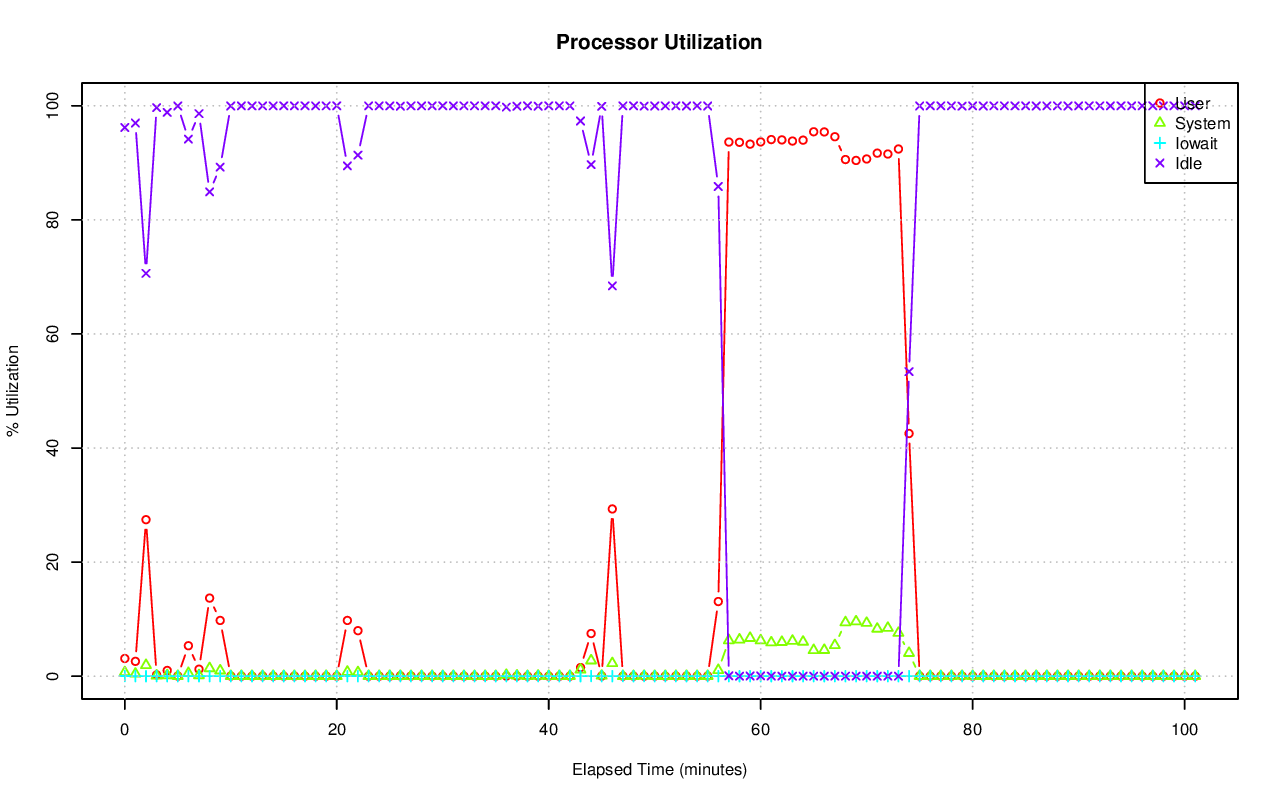 Processor Utilization
% Utilization
100
80
60
40
20
0
User
System
Iowait
Idle
0 20 40 60 80 100
Elapsed Time (minutes)